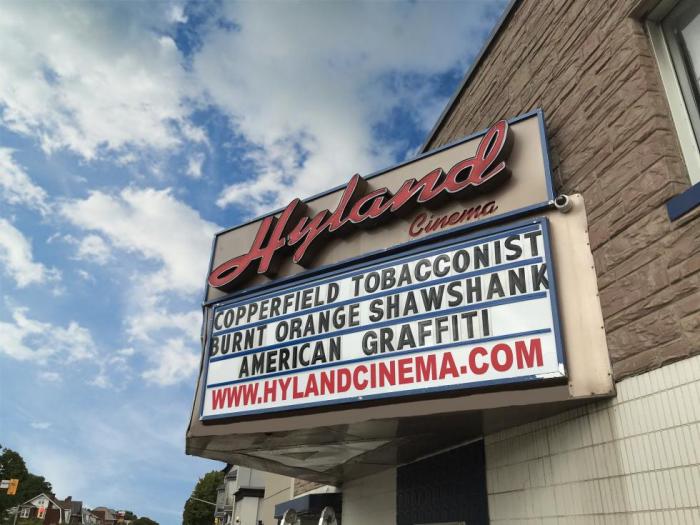 Hyland
Cinema
COPPERFIELD TOBACCONIST
BURNT ORANGE SHAWSHANK
AMERICAN GRAFFITI
WWW.HYLANDCINEMA.COM